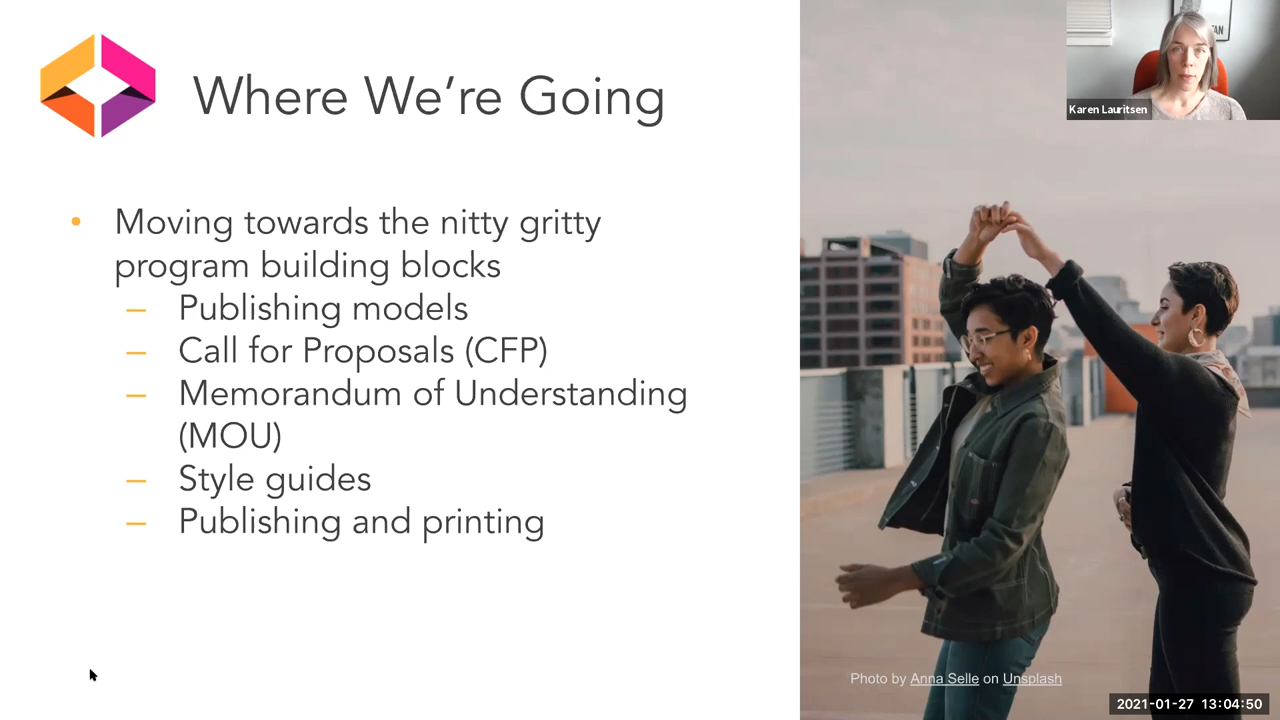 Where We're Going
• Moving towards the nitty gritty
program building blocks
– Publishing models
– Call for Proposals (CFP)
– Memorandum of Understanding
(MOU)
– Style guides
– Publishing and printing
TAN
Karen Lauritsen
Photo by Anna Selle on Unsplash
2021-01-27 13:04:50